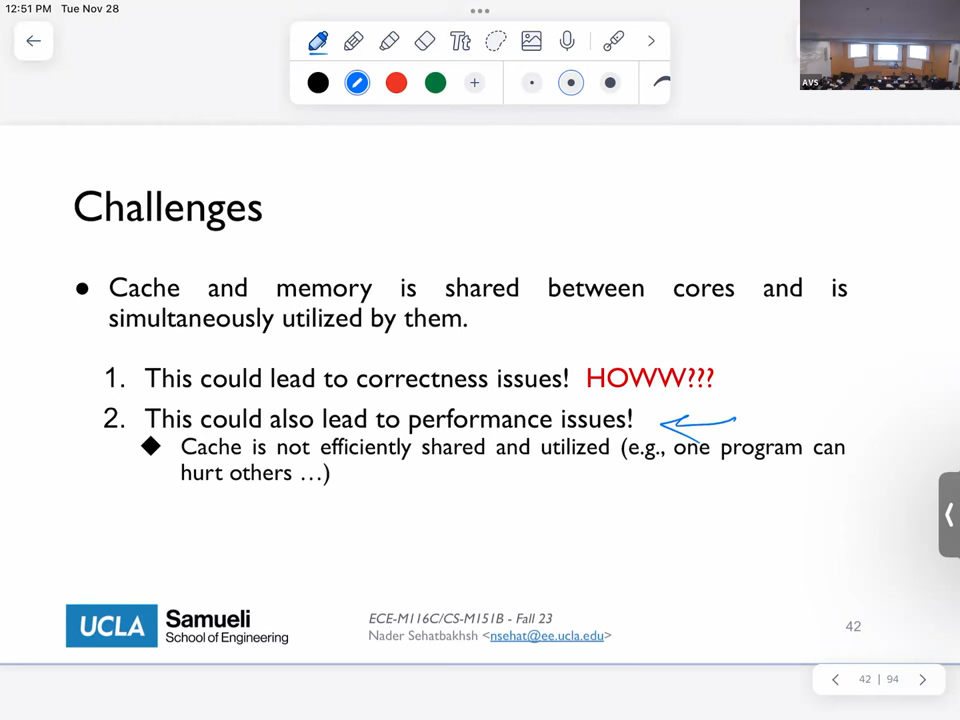 12:51 PM Tue Nov 28
Tt
AVS
Challenges
● Cache and memory is shared between cores and is
simultaneously utilized by them.
1. This could lead to correctness issues! HOWW???
2. This could also lead to performance issues!
◆ Cache is not efficiently shared and utilized (e.g., one program can
hurt others …)
UCLA Samueli
School of Engineering
ECE-M116C/CS-M151B - Fall 23
Nader Sehatbakhsh <nsehat@ee.ucla.edu>
42
42 | 94